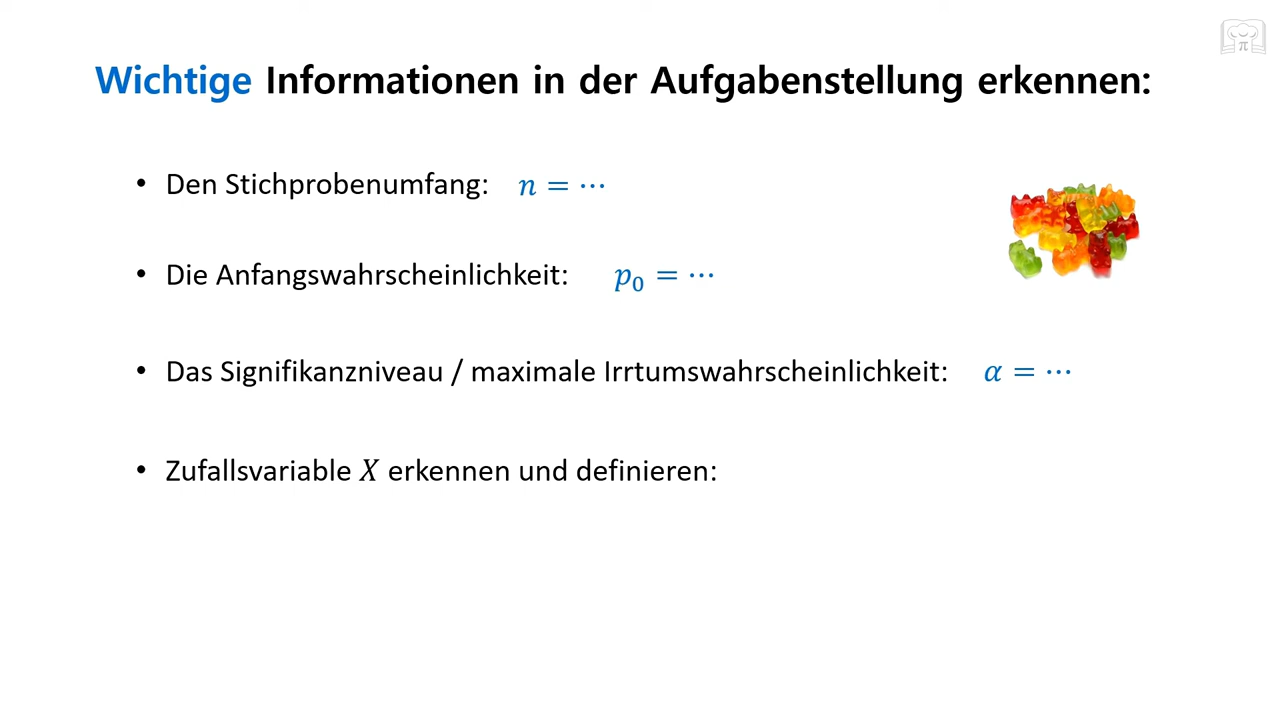 Wichtige Informationen in der Aufgabenstellung erkennen:
• Den Stichprobenumfang: n = ⋯
• Die Anfangswahrscheinlichkeit: p₀ = ⋯
• Das Signifikanzniveau / maximale Irrtumswahrscheinlichkeit: α = ⋯
• Zufallsvariable X erkennen und definieren:
π